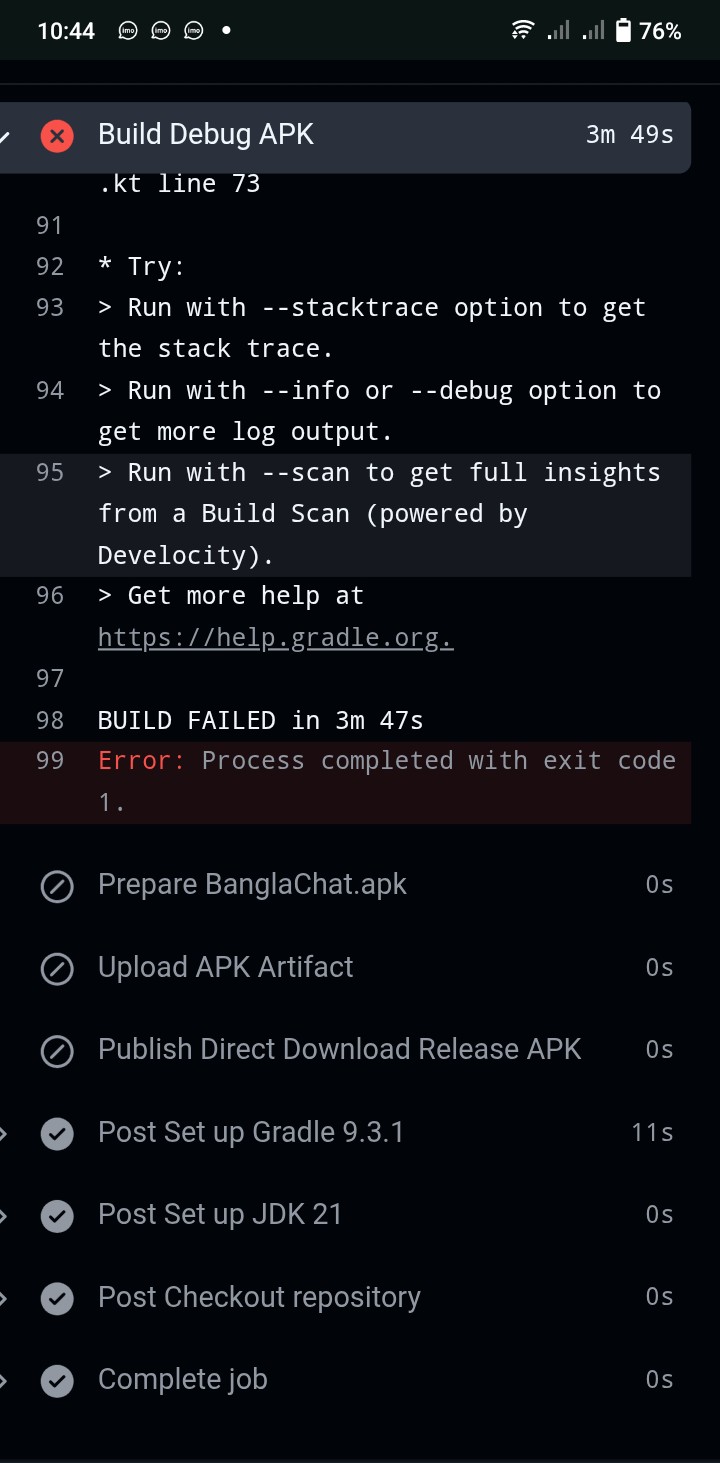 10:44 imo imo imo 76%
Build Debug APK 3m 49s
.kt line 73
91
92 * Try:
93 > Run with --stacktrace option to get
the stack trace.
94 > Run with --info or --debug option to
get more log output.
95 > Run with --scan to get full insights
from a Build Scan (powered by
Develocity).
96 > Get more help at
https://help.gradle.org.
97
98 BUILD FAILED in 3m 47s
99 Error: Process completed with exit code
1.
Prepare BanglaChat.apk 0s
Upload APK Artifact 0s
Publish Direct Download Release APK 0s
Post Set up Gradle 9.3.1 11s
Post Set up JDK 21 0s
Post Checkout repository 0s
Complete job 0s